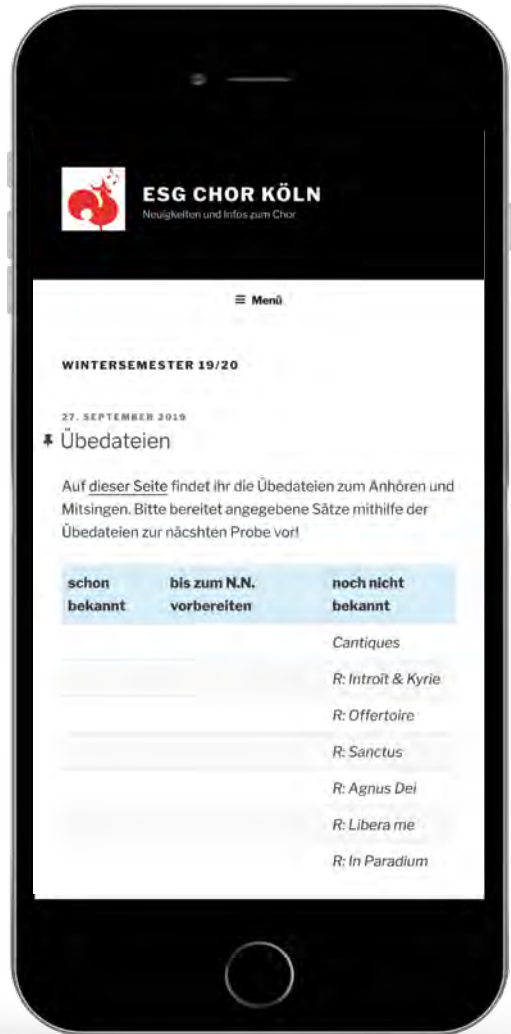 ESG CHOR KÖLN
Neuigkeiten und Infos zum Chor
≡ Menü
WINTERSEMESTER 19/20
27. SEPTEMBER 2019
Übedateien
Auf dieser Seite findet ihr die Übedateien zum Anhören und
Mitsingen. Bitte bereitet angegebene Sätze mithilfe der
Übedateien zur näcshten Probe vor!
schon bekannt
bis zum N.N. vorbereiten
noch nicht bekannt
Cantiques
R: Introït & Kyrie
R: Offertoire
R: Sanctus
R: Agnus Dei
R: Libera me
R: In Paradium